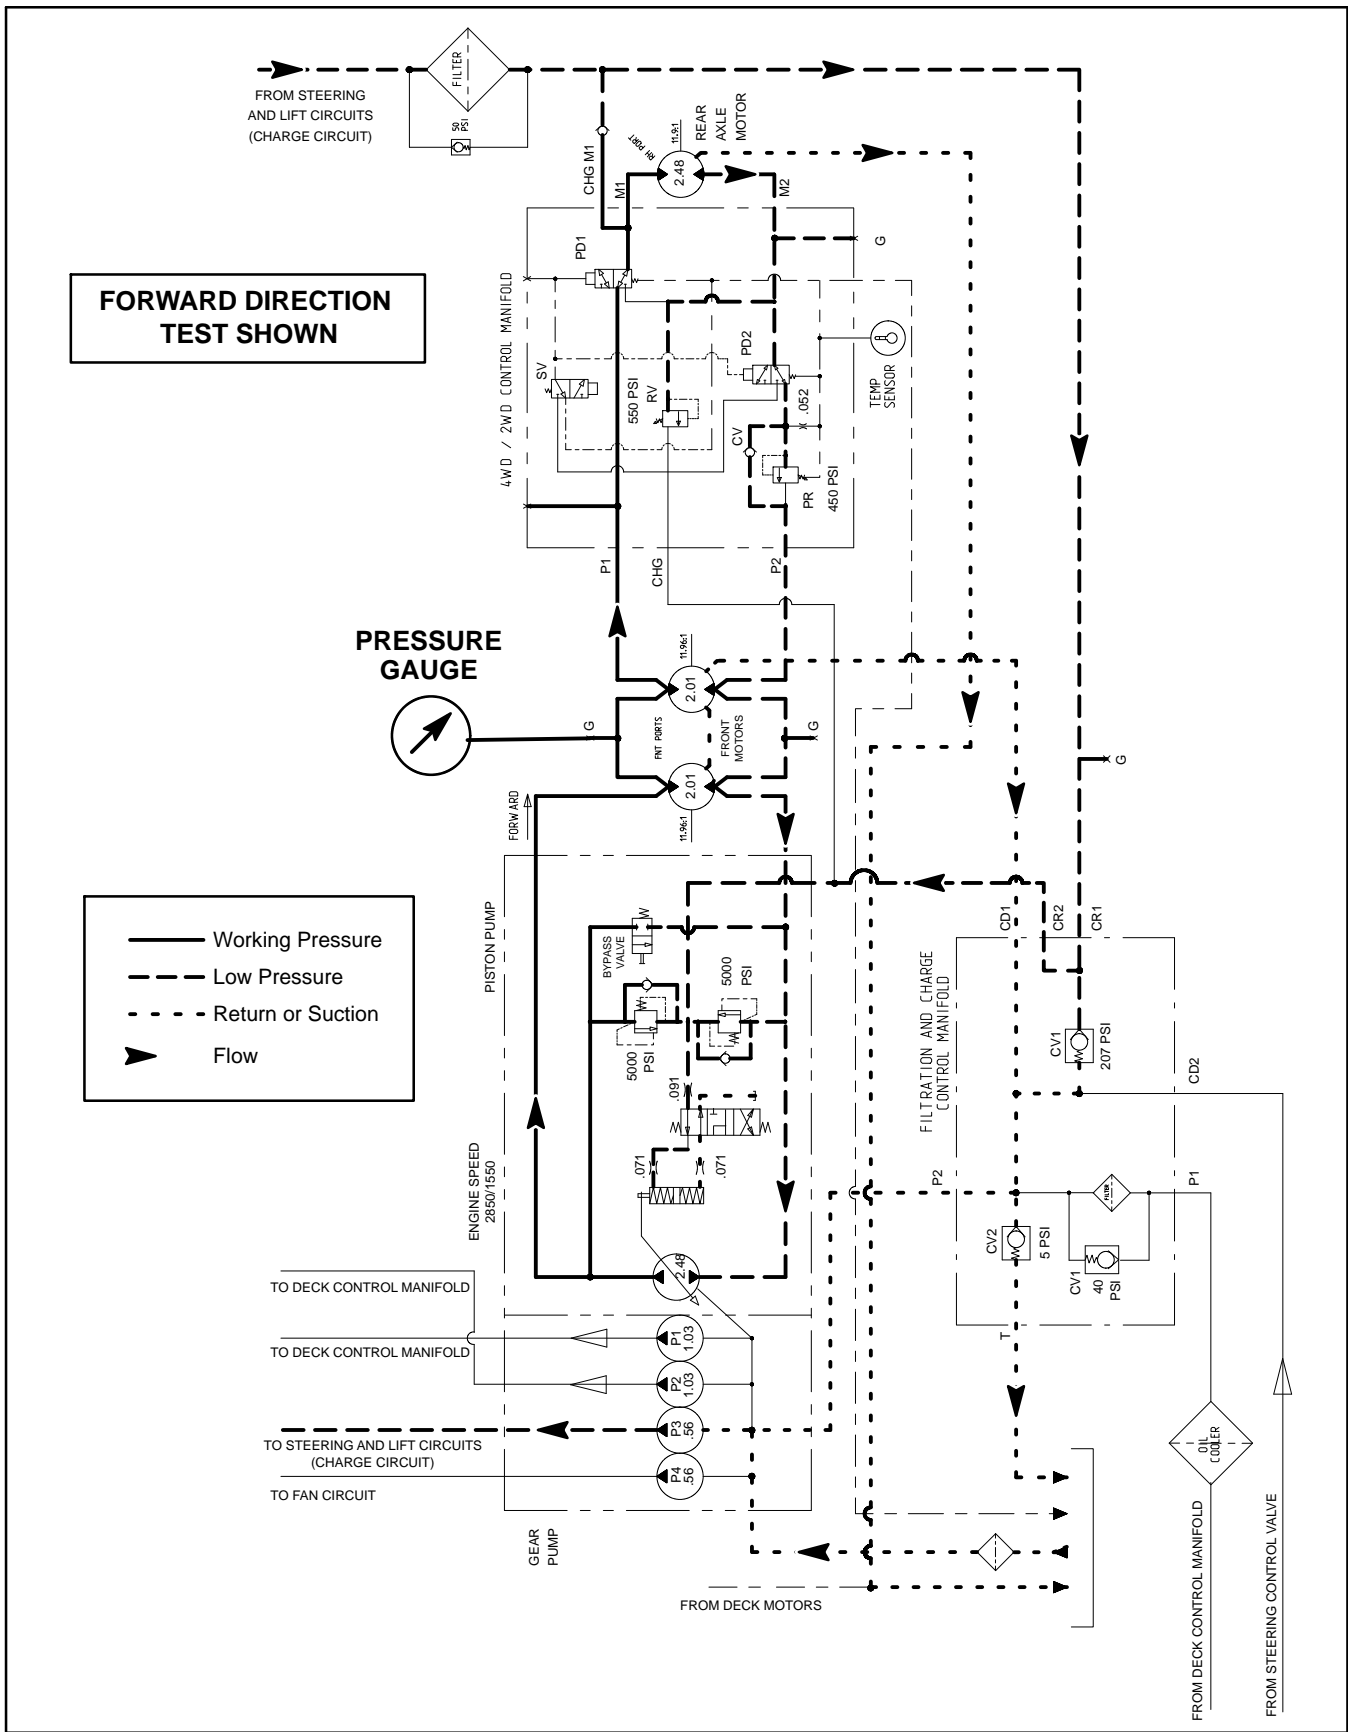 FILTER
FROM STEERING
AND LIFT CIRCUITS
(CHARGE CIRCUIT)
50
PSI
CHG M1
M1
RH PORT
11.9:1
2.48
REAR
AXLE
MOTOR
M2
G
PD1
FORWARD DIRECTION
TEST SHOWN
4WD / 2WD CONTROL MANIFOLD
SV
550 PSI
RV
PD2
TEMP
SENSOR
.052
CV
PR
450 PSI
P1
CHG
P2
PRESSURE
GAUGE
11.96:1
2.01
G
FNT PORTS
FRONT
MOTORS
G
2.01
11.96:1
FORWARD
G
Working Pressure
Low Pressure
Return or Suction
Flow
PISTON PUMP
BYPASS
VALVE
5000
PSI
5000
PSI
CD1
CR2
CR1
FILTRATION AND CHARGE
CONTROL MANIFOLD
CV1
207 PSI
CD2
.091
.071
.071
ENGINE SPEED
2850/1550
2.48
P2
P1
FILTER
CV2
5 PSI
CV1
40
PSI
T
TO DECK CONTROL MANIFOLD
P1
1.03
TO DECK CONTROL MANIFOLD
P2
1.03
P3
.56
TO STEERING AND LIFT CIRCUITS
(CHARGE CIRCUIT)
P4
.56
TO FAN CIRCUIT
OIL
COOLER
GEAR
PUMP
FROM DECK MOTORS
FROM DECK CONTROL MANIFOLD
FROM STEERING CONTROL VALVE